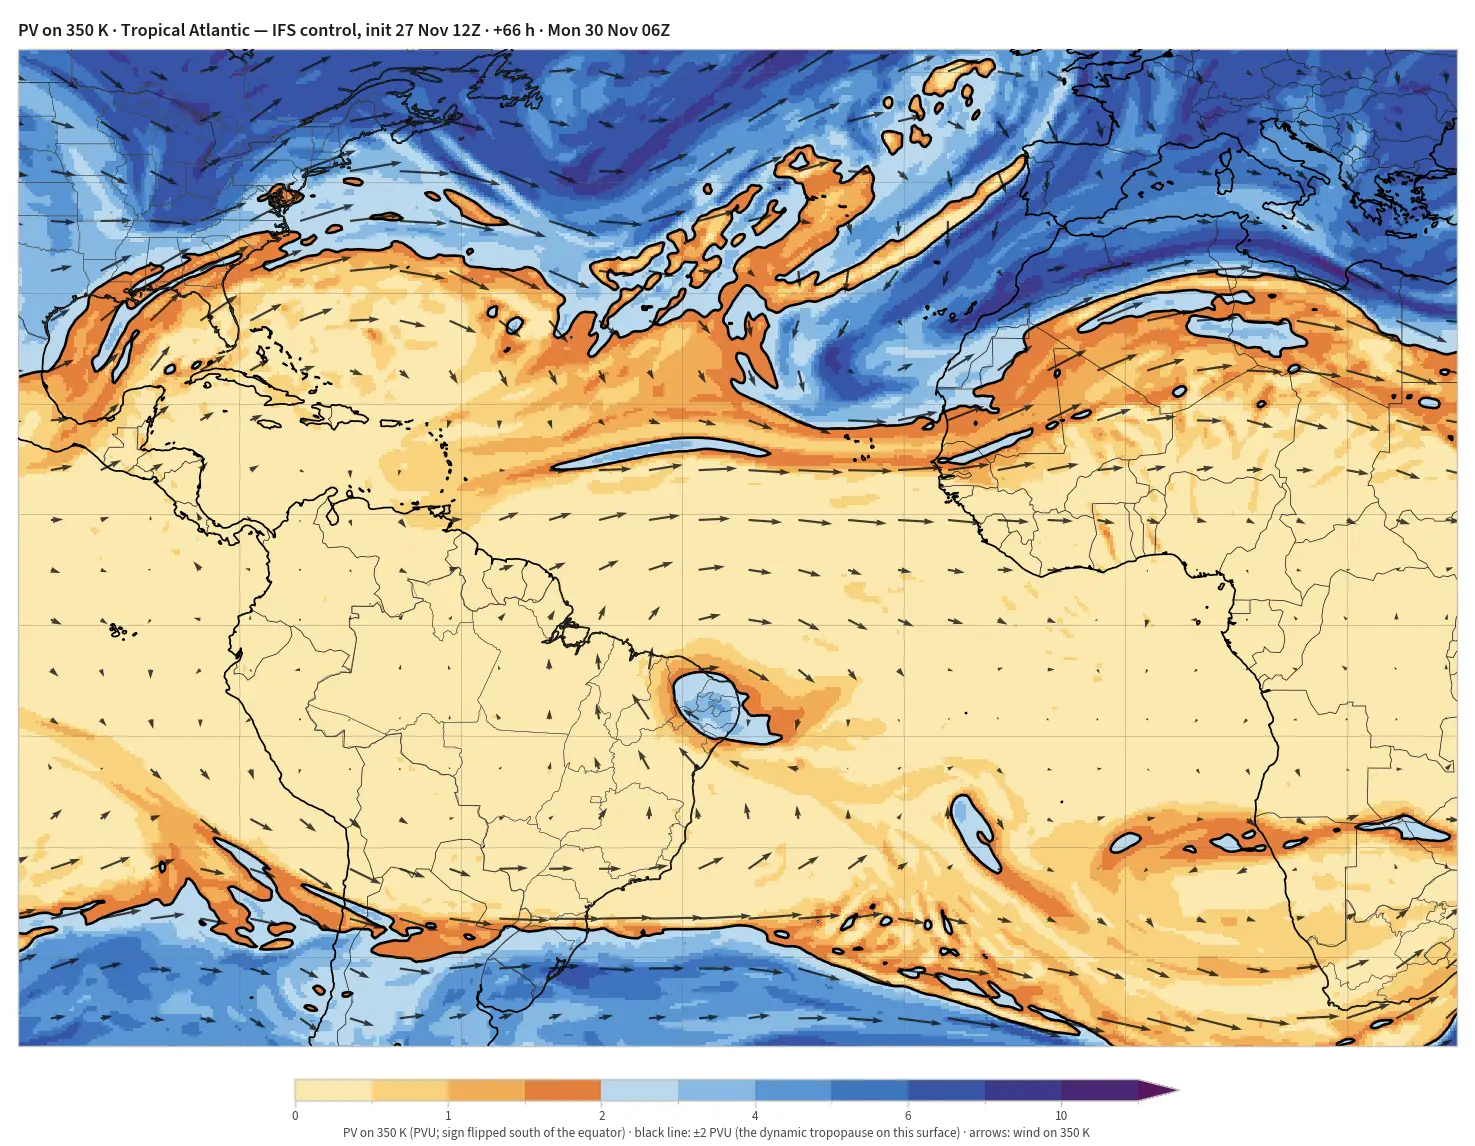 PV on 350 K · Tropical Atlantic — IFS control, init 27 Nov 12Z · +66 h · Mon 30 Nov 06Z
0 1 2 4 6 10
PV on 350 K (PVU; sign flipped south of the equator) · black line: ±2 PVU (the dynamic tropopause on this surface) · arrows: wind on 350 K